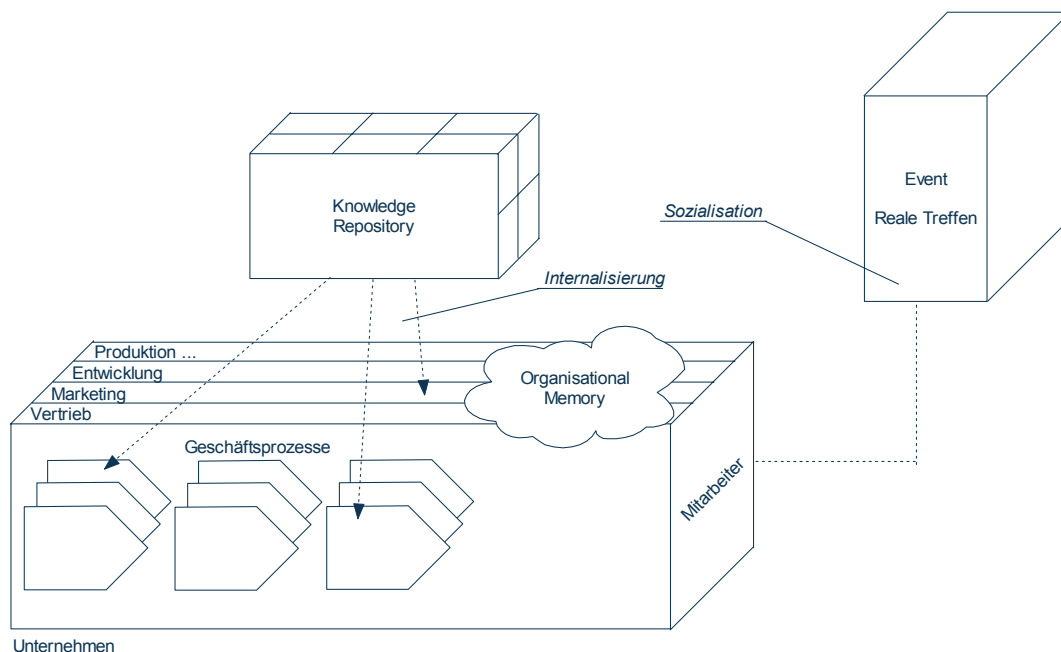 Knowledge
Repository
Event
Reale Treffen
Sozialisation
Internalisierung
Produktion ...
Entwicklung
Marketing
Vertrieb
Organisational
Memory
Geschäftsprozesse
Mitarbeiter
Unternehmen